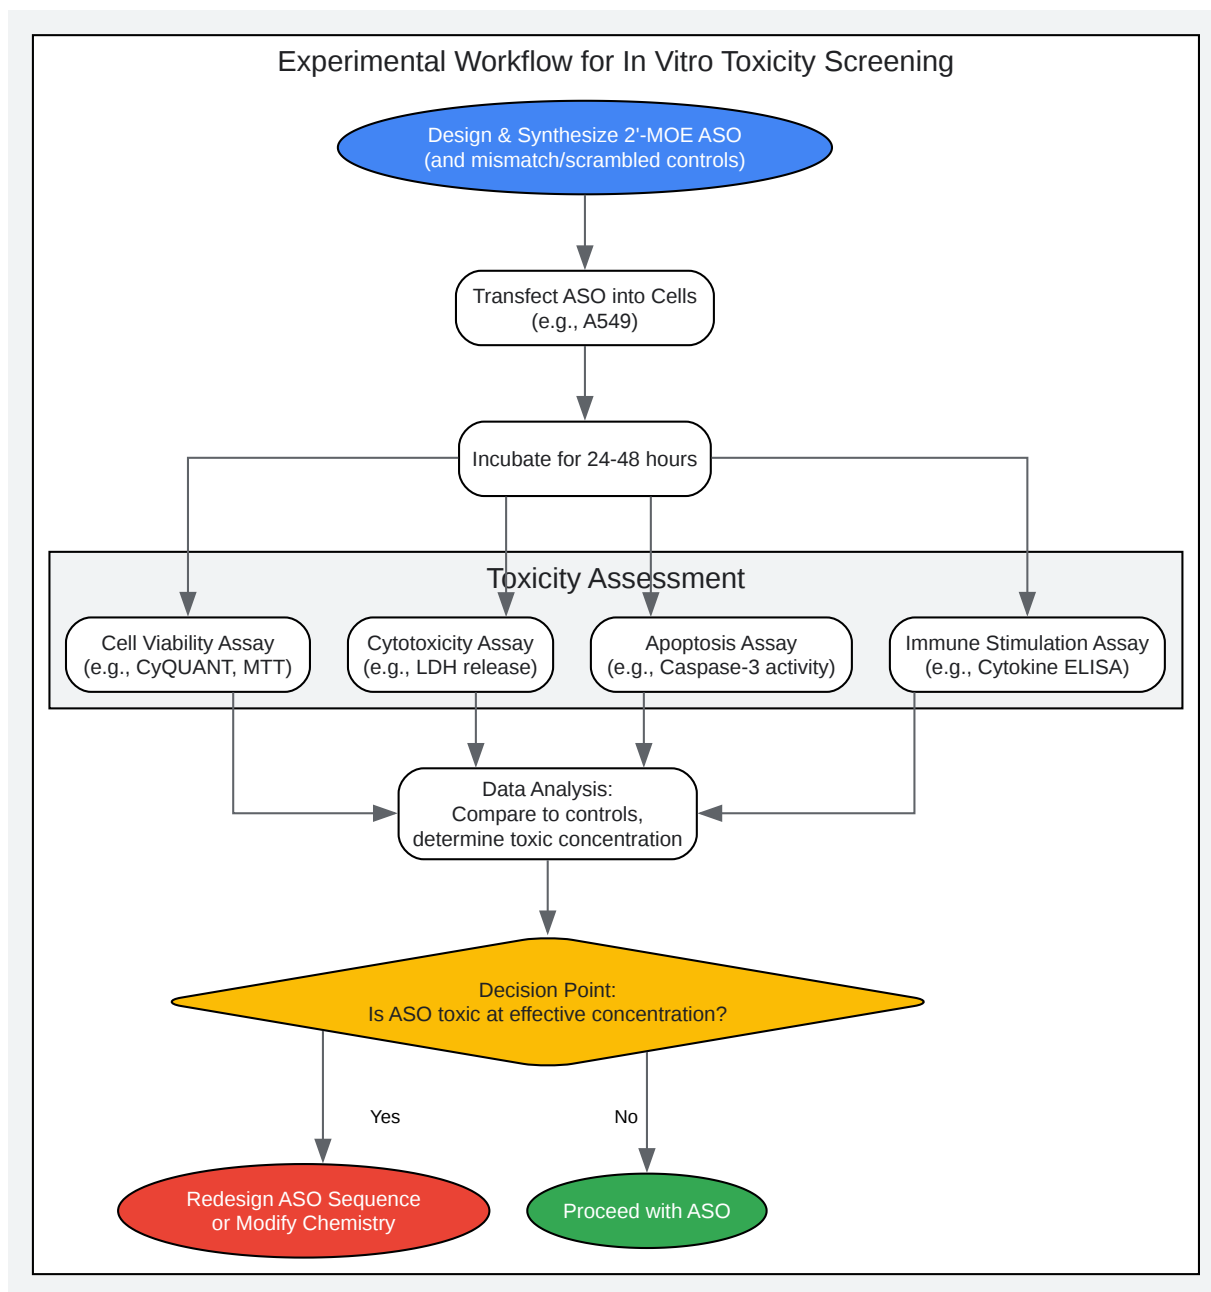 Experimental Workflow for In Vitro Toxicity Screening
Design & Synthesize 2'-MOE ASO
(and mismatch/scrambled controls)
Transfect ASO into Cells
(e.g., A549)
Incubate for 24-48 hours
Toxicity Assessment
Cell Viability Assay
(e.g., CyQUANT, MTT)
Cytotoxicity Assay
(e.g., LDH release)
Apoptosis Assay
(e.g., Caspase-3 activity)
Immune Stimulation Assay
(e.g., Cytokine ELISA)
Data Analysis:
Compare to controls,
determine toxic concentration
Decision Point:
Is ASO toxic at effective concentration?
Yes
No
Redesign ASO Sequence
or Modify Chemistry
Proceed with ASO